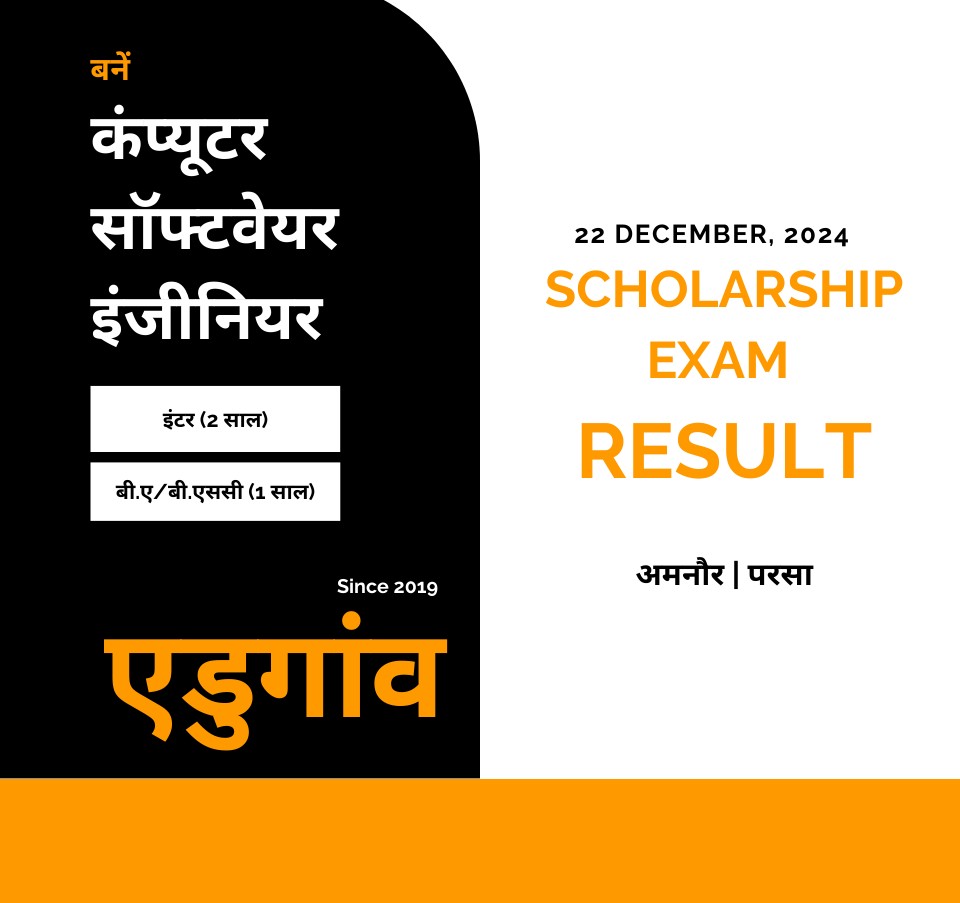 बनें
कंप्यूटर
सॉफ्टवेयर
इंजीनियर
इंटर (2 साल)
बी.ए/बी.एससी (1 साल)
Since 2019
एडुगांव
22 DECEMBER, 2024
SCHOLARSHIP
EXAM
RESULT
अमनौर | परसा